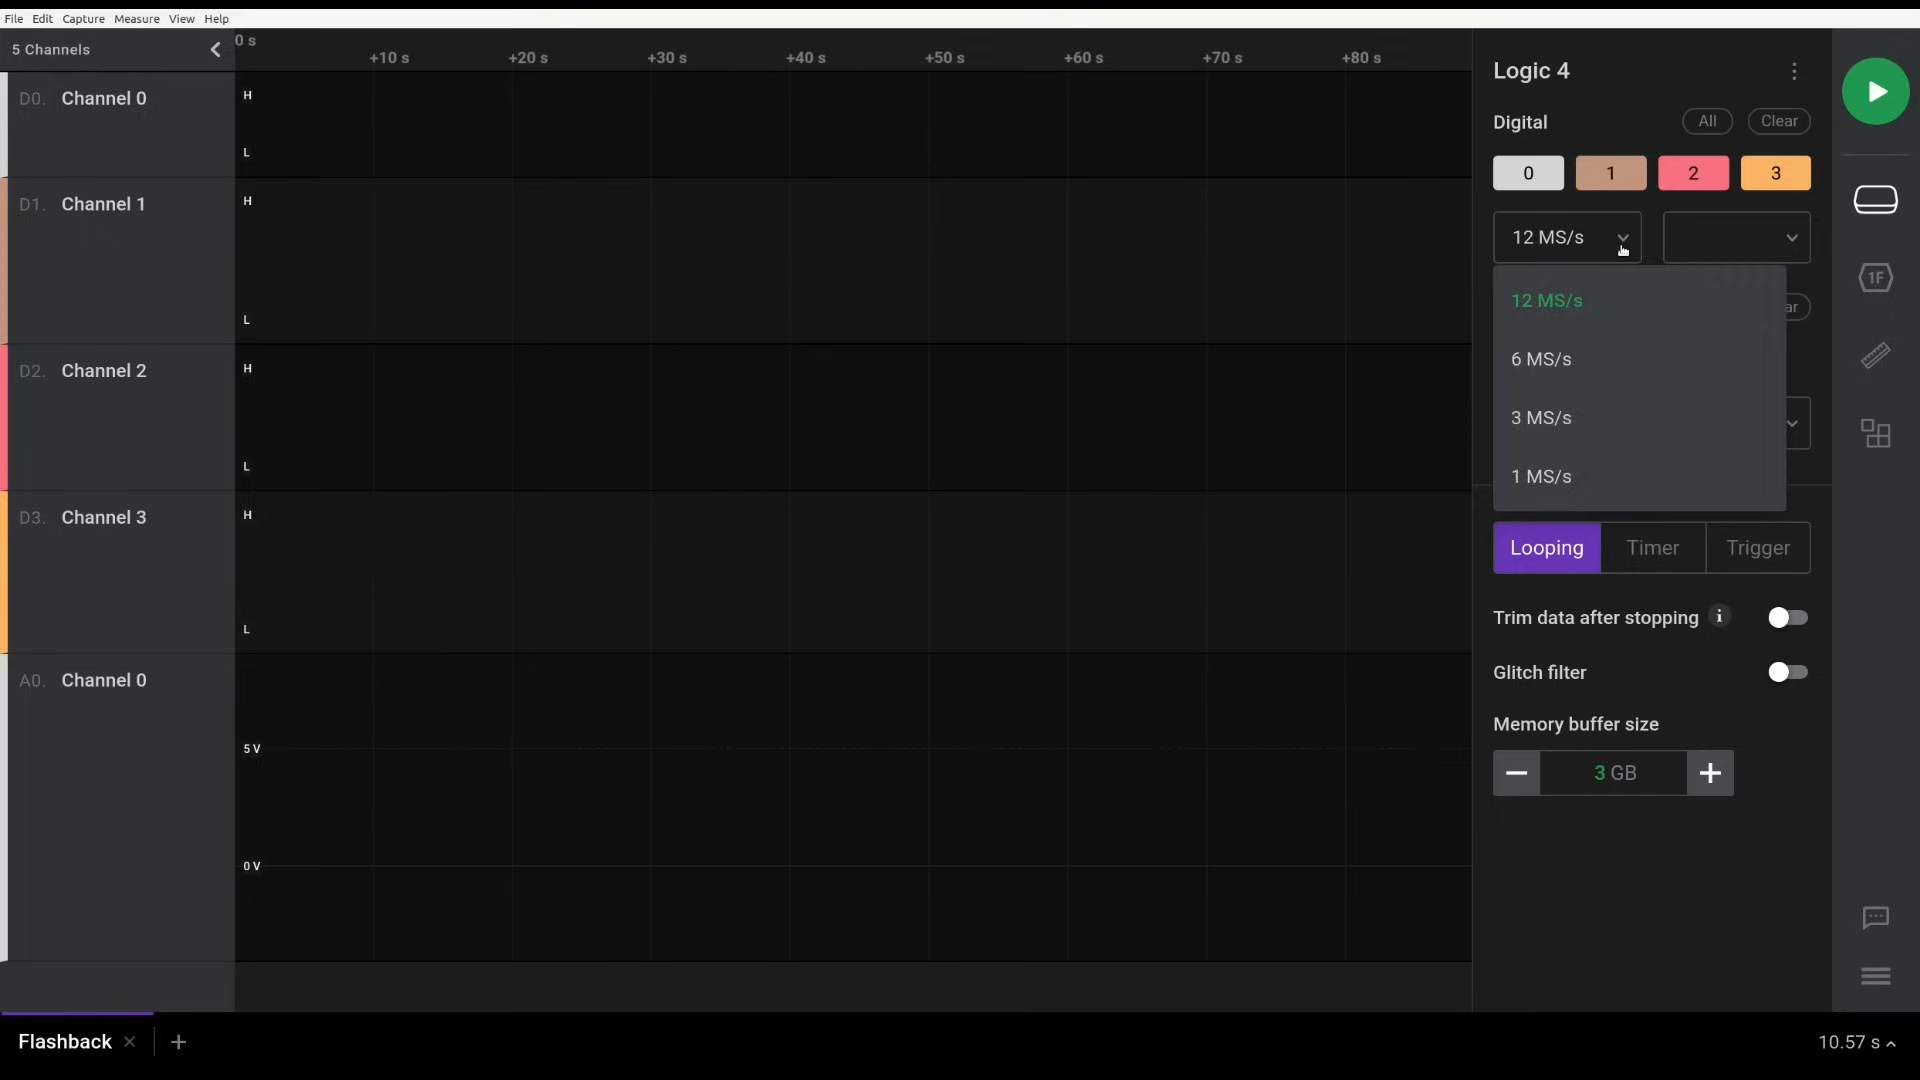 File Edit Capture Measure View Help
5 Channels
0 s
+10 s +20 s +30 s +40 s +50 s +60 s +70 s +80 s
D0. Channel 0
H
L
D1. Channel 1
H
L
D2. Channel 2
H
L
D3. Channel 3
H
L
A0. Channel 0
5 V
0 V
Logic 4
Digital All Clear
0 1 2 3
12 MS/s
12 MS/s
6 MS/s
3 MS/s
1 MS/s
Looping Timer Trigger
Trim data after stopping i
Glitch filter
Memory buffer size
3 GB
1F
Flashback
10.57 s